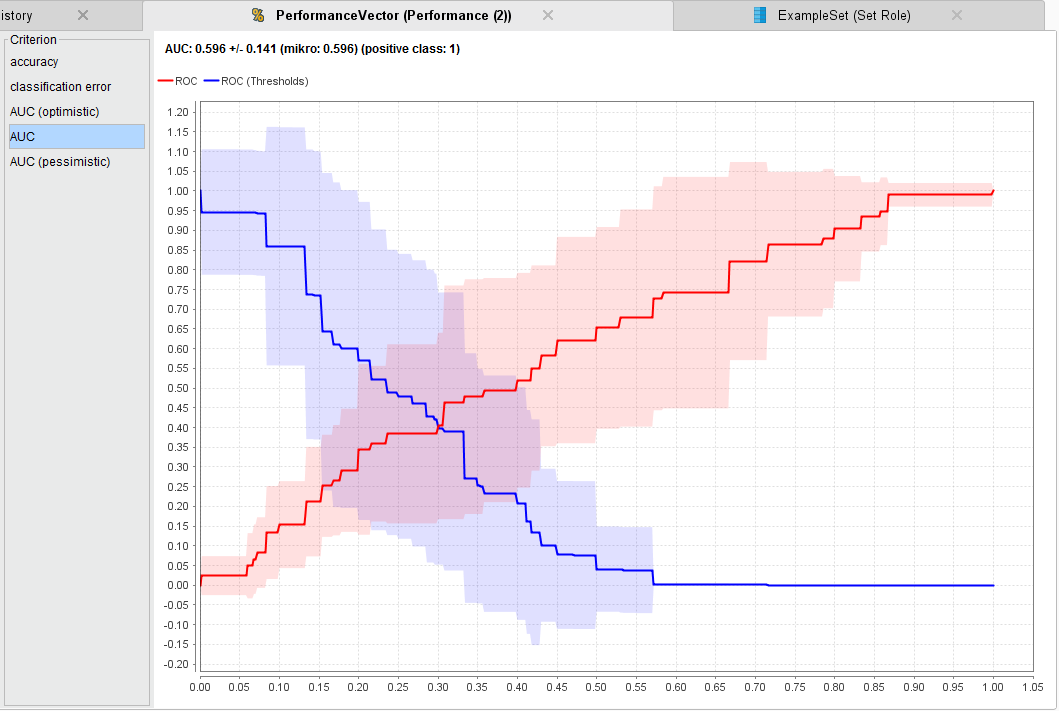 istory
PerformanceVector (Performance (2))
ExampleSet (Set Role)
Criterion
accuracy
classification error
AUC (optimistic)
AUC
AUC (pessimistic)
AUC: 0.596 +/- 0.141 (mikro: 0.596) (positive class: 1)
ROC ROC (Thresholds)
1.20
1.15
1.10
1.05
1.00
0.95
0.90
0.85
0.80
0.75
0.70
0.65
0.60
0.55
0.50
0.45
0.40
0.35
0.30
0.25
0.20
0.15
0.10
0.05
0.00
-0.05
-0.10
-0.15
-0.20
0.00 0.05 0.10 0.15 0.20 0.25 0.30 0.35 0.40 0.45 0.50 0.55 0.60 0.65 0.70 0.75 0.80 0.85 0.90 0.95 1.00 1.05